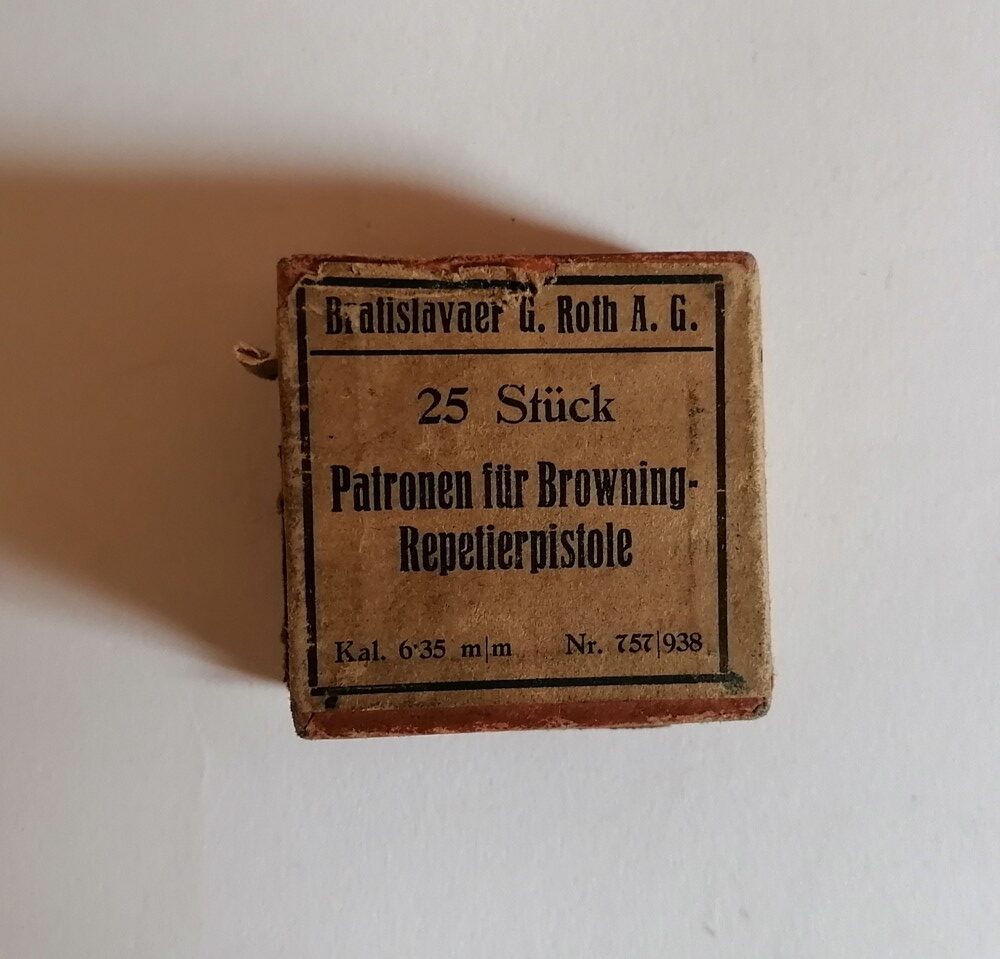 Bratislavaer G. Roth A. G.
25 Stück
Patronen für Browning-
Repetierpistole
Kal. 6·35 m|m Nr. 757|938